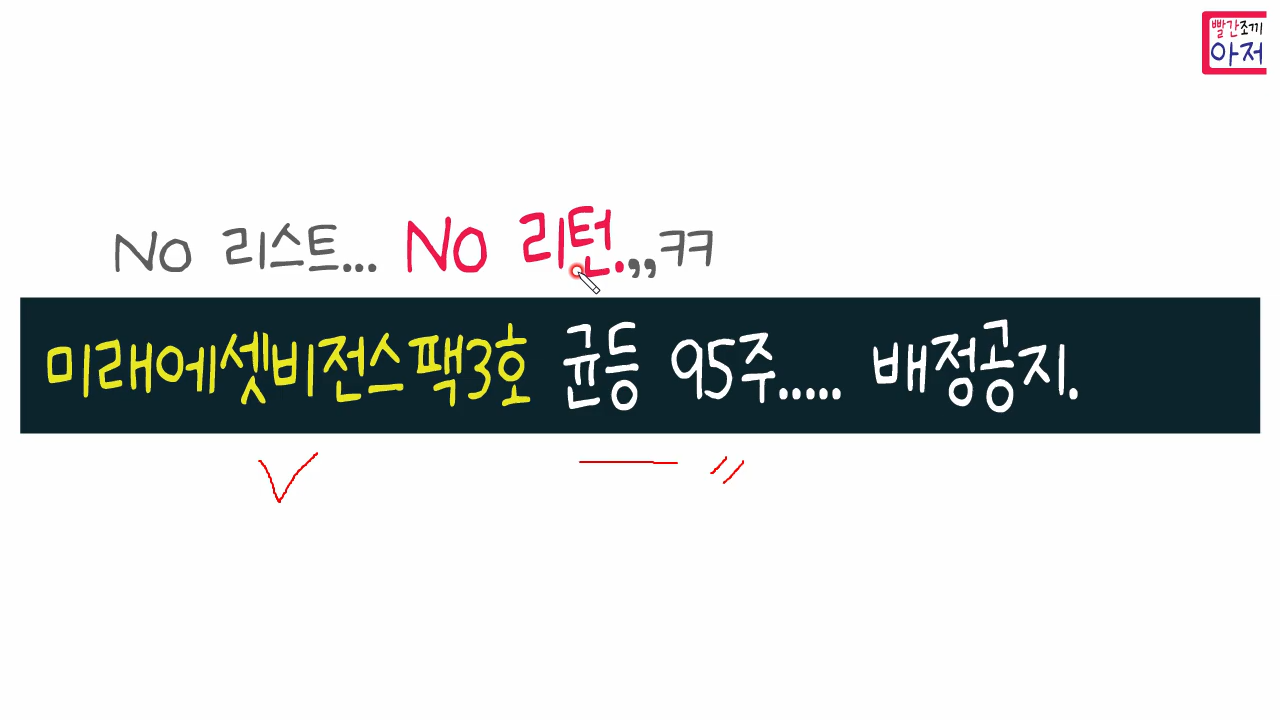 빨간조끼
아저
No 리스트... No 리턴.,,,ㅋㅋ
미래에셋비전스팩3호 균등 95주..... 배정공지.